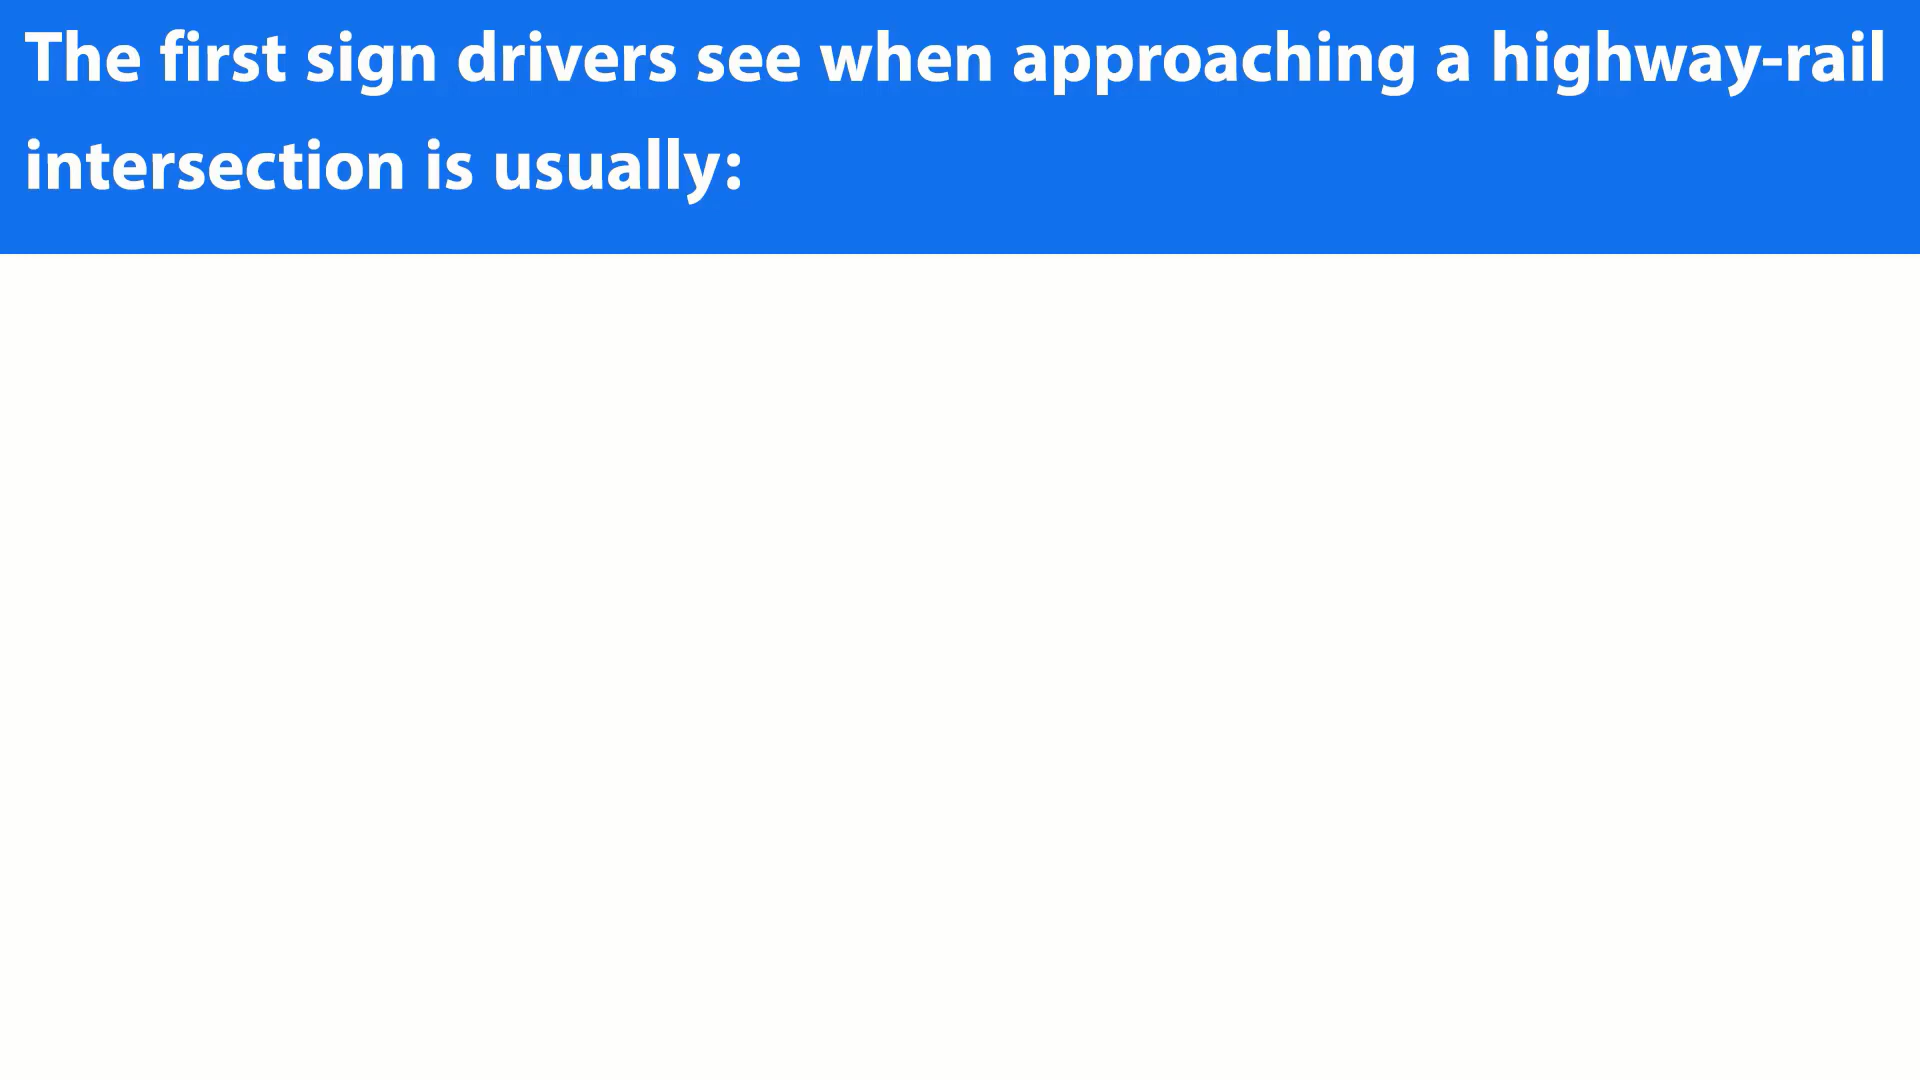 The first sign drivers see when approaching a highway-rail
intersection is usually: